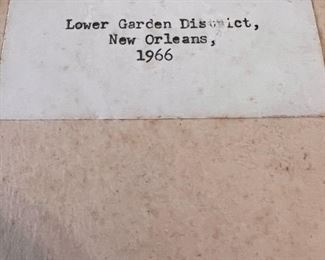 Lower Garden District,
New Orleans,
1966